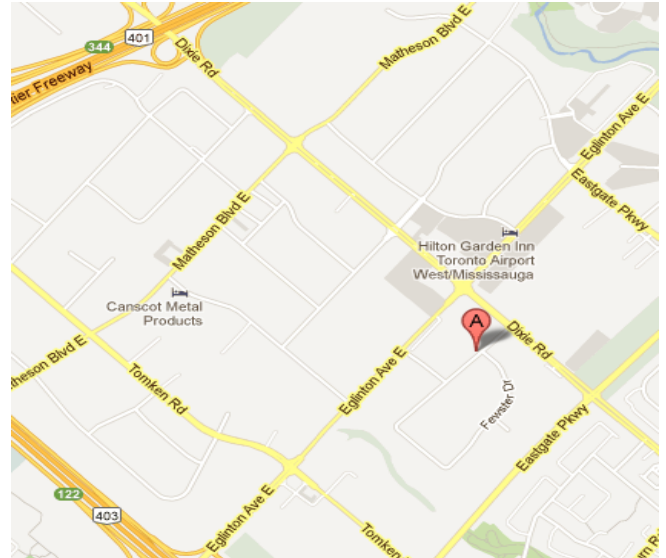 344
401
Dixie Rd
Matheson Blvd E
ier Freeway
Eglinton Ave E
Eastgate Pkwy
Matheson Blvd E
Hilton Garden Inn
Toronto Airport
West/Mississauga
Canscot Metal
Products
A
Dixie Rd
theson Blvd E
Tomken Rd
Eglinton Ave E
Fewster Dr
Eastgate Pkwy
122
403
Eglinton Ave E
Tomken